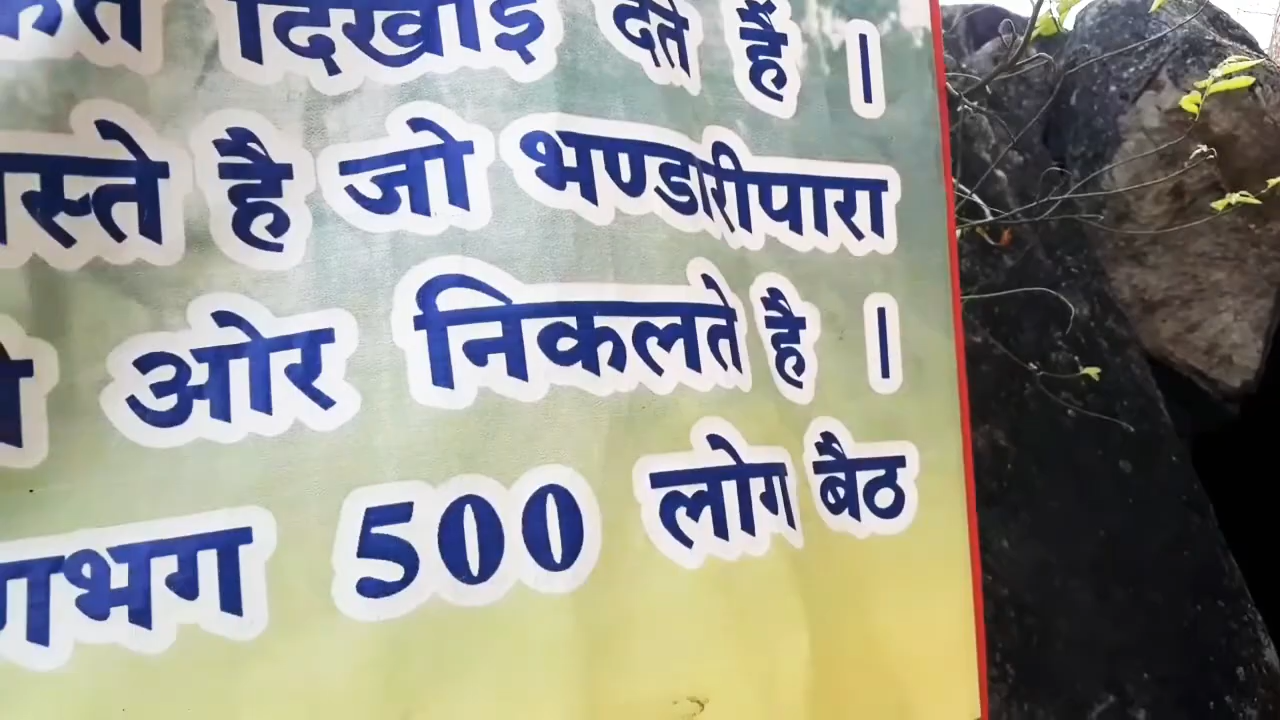 दिखाई देते हैं ।
है जो भण्डारीपारा
ओर निकलते है ।
500 लोग बैठ